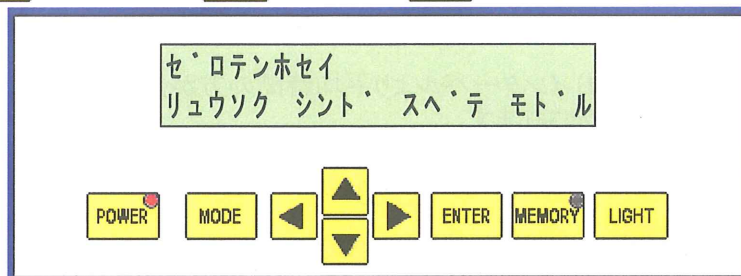 ゼロテンホセイ
リュウソク シンド スベテ モドル
POWER
MODE
ENTER
MEMORY
LIGHT